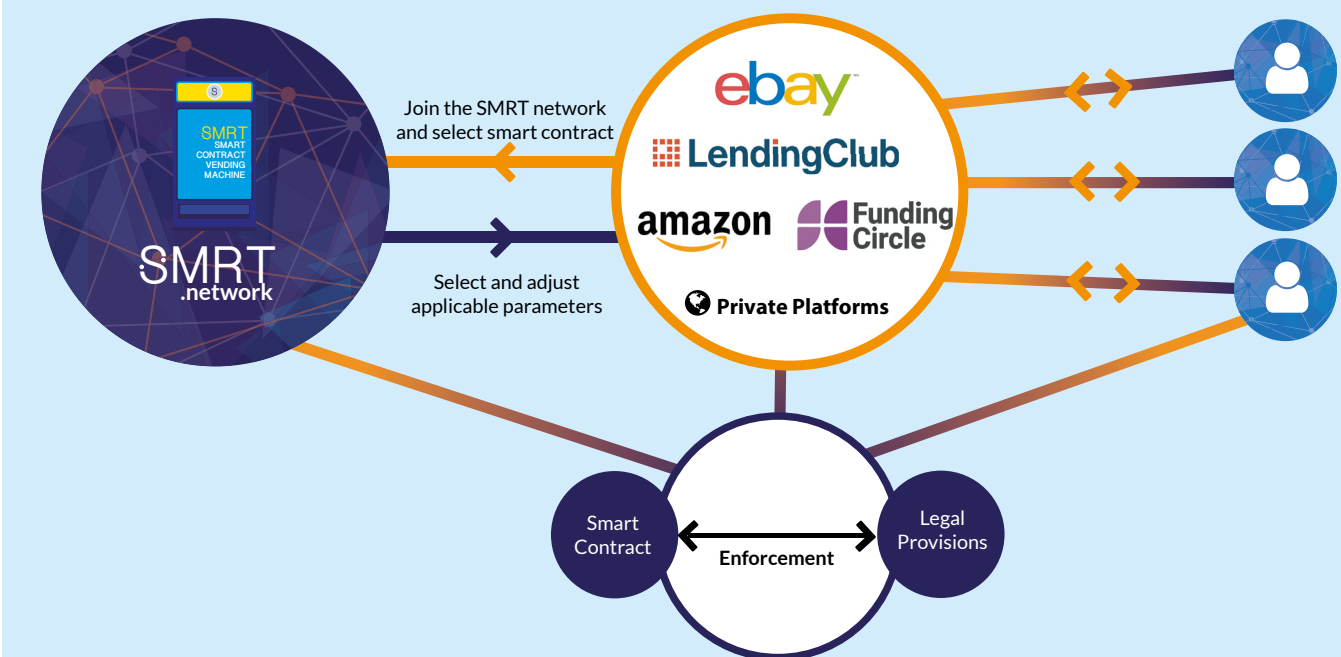 S
SMRT
SMART
CONTRACT
VENDING
MACHINE
SMRT
.network
Join the SMRT network
and select smart contract
Select and adjust
applicable parameters
ebay
LendingClub
amazon
Funding
Circle
Private Platforms
Smart
Contract
Enforcement
Legal
Provisions